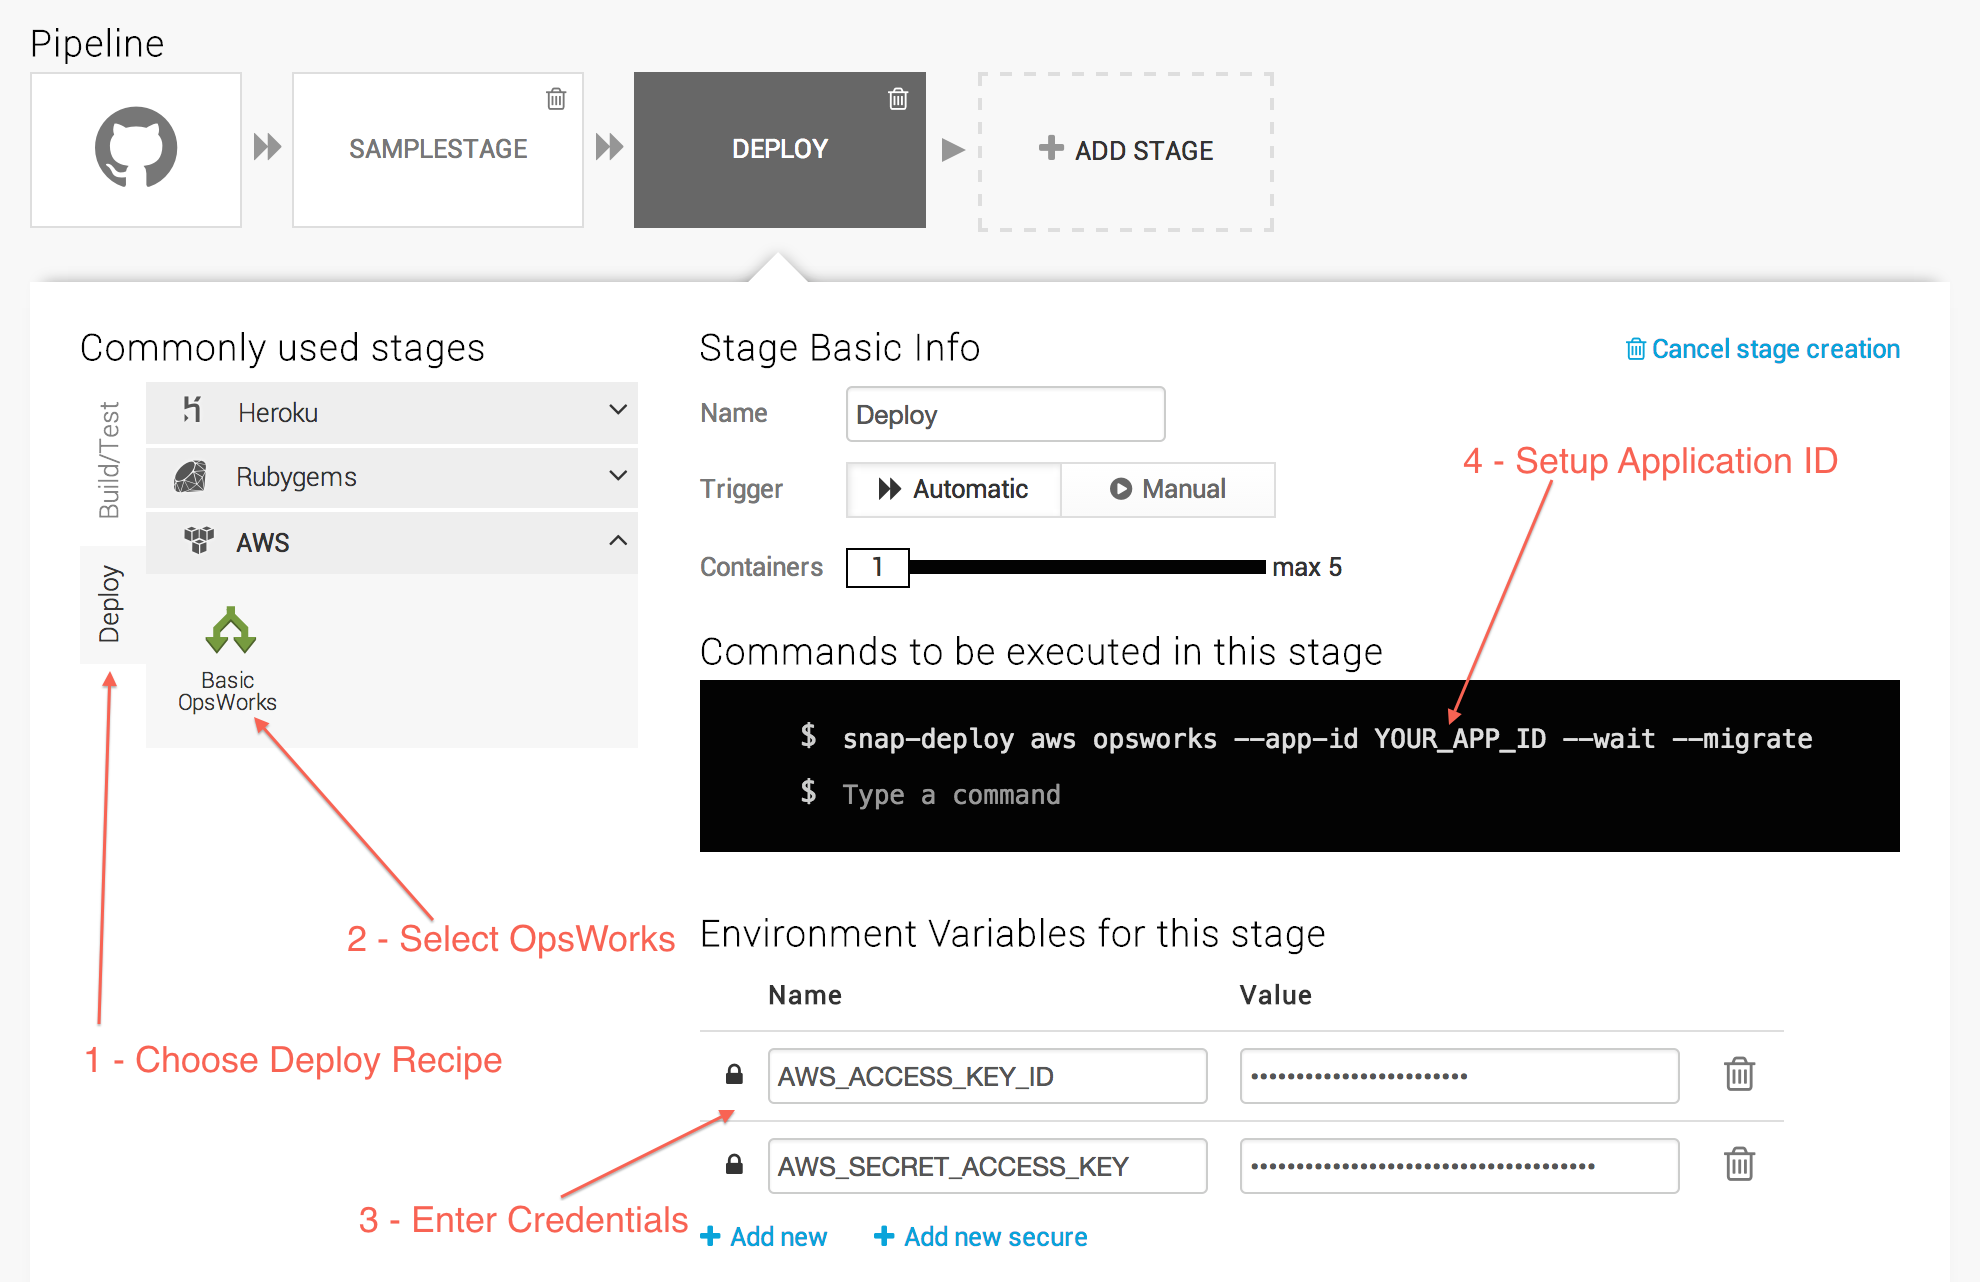 Pipeline
SAMPLESTAGE
DEPLOY
ADD STAGE
Commonly used stages
Build/Test
Deploy
Heroku
Rubygems
AWS
Basic
OpsWorks
Stage Basic Info
Cancel stage creation
Name
Deploy
Trigger
Automatic
Manual
Containers
1
max 5
4 - Setup Application ID
Commands to be executed in this stage
$ snap-deploy aws opsworks --app-id YOUR_APP_ID --wait --migrate
$ Type a command
2 - Select OpsWorks
1 - Choose Deploy Recipe
Environment Variables for this stage
Name Value
AWS_ACCESS_KEY_ID
AWS_SECRET_ACCESS_KEY
3 - Enter Credentials
Add new
Add new secure